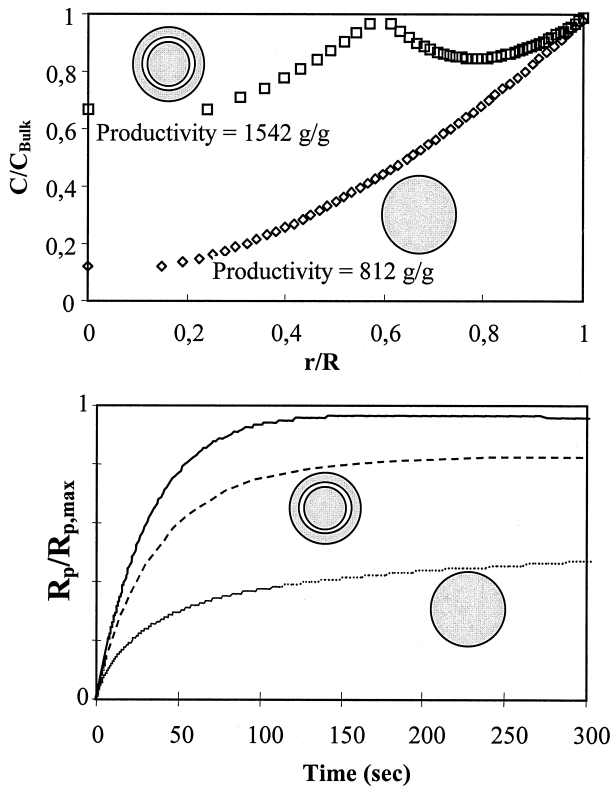 1
0,8
0,6
0,4
0,2
0
C/C_Bulk
Productivity = 1542 g/g
Productivity = 812 g/g
0 0,2 0,4 0,6 0,8 1
r/R
1
0
R_p/R_p,max
0 50 100 150 200 250 300
Time (sec)